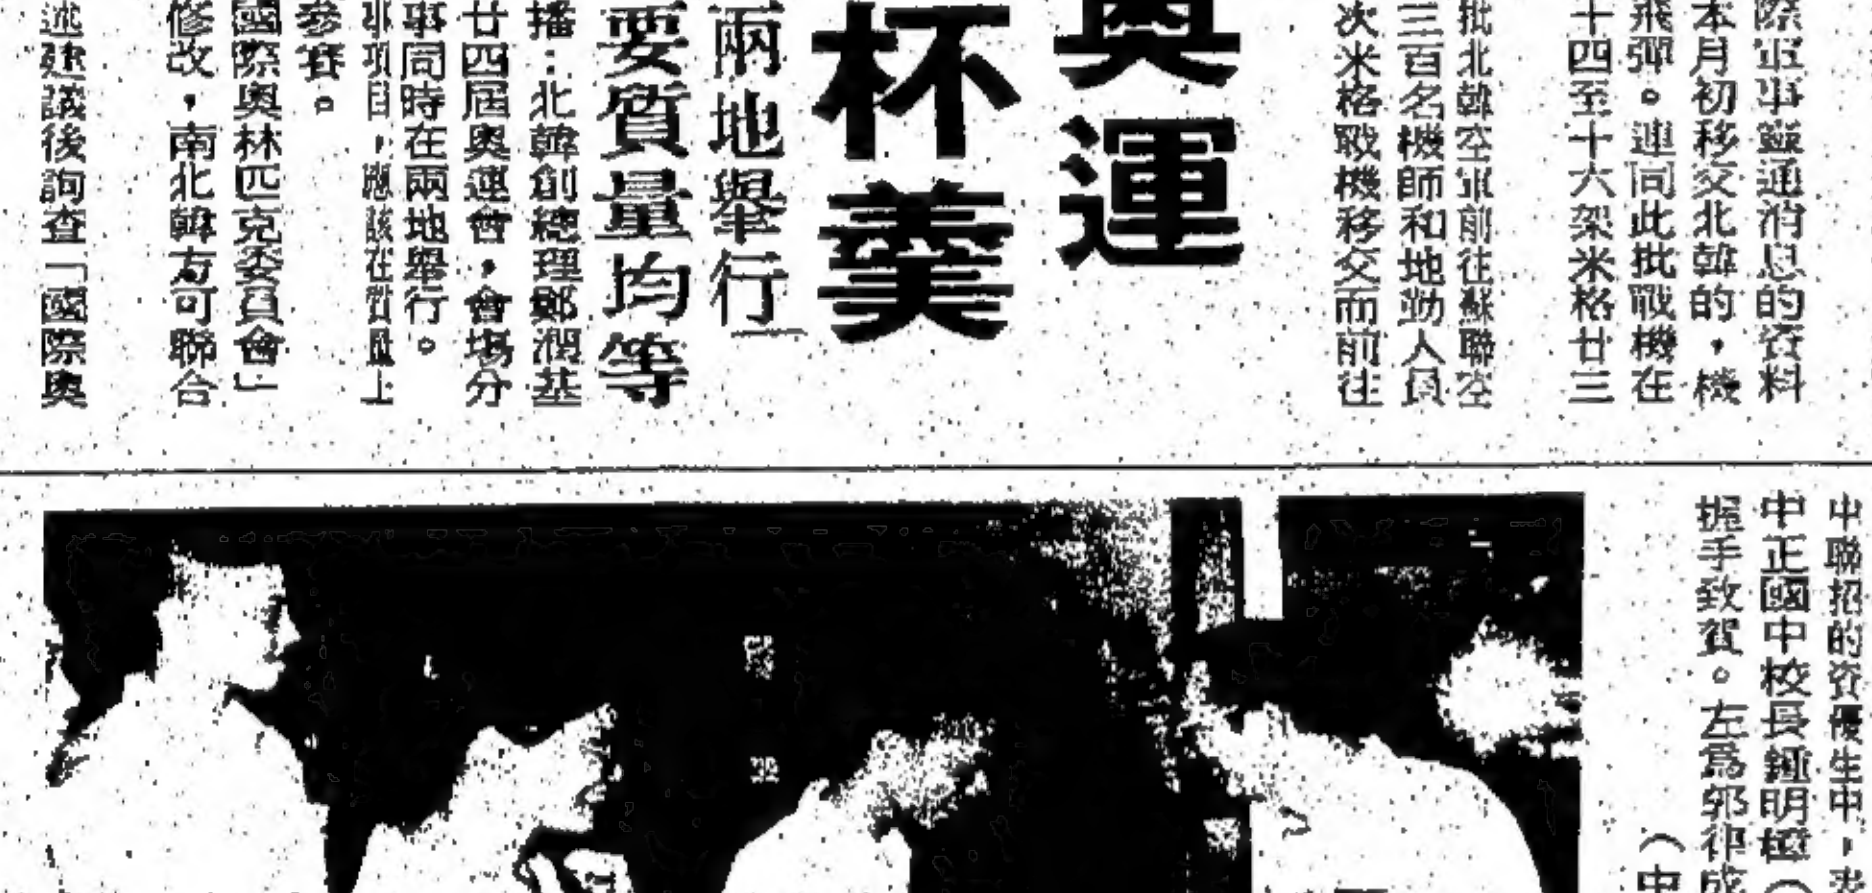 際軍事靈通消息的資料
本月初移交北韓的,機
飛彈。連同此批戰機在
十四至十六架米格廿三
批北韓空軍前往蘇聯空
三百名機師和地勤人員
次米格戰機移交而前往
奧運
杯羹
兩地舉行
要質量均等
播:北韓副總理鄭潤基
廿四屆奧運會,會場分
事同時在兩地舉行。
事項目,應該在質量上
參賽。
國際奧林匹克委員會」
修改,南北韓方可聯合
述建議後詢查「國際奧
中聯招的資優生中,
中正國中校長鍾明
握手致賀。左為郭
(中